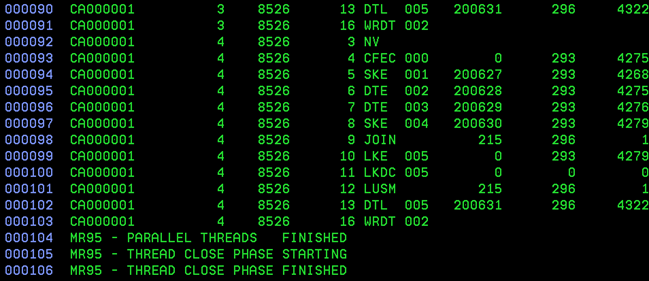 000090 CA000001 3 8526 13 DTL 005 200631 296 4322
000091 CA000001 3 8526 16 WRDT 002
000092 CA000001 4 8526 3 NV
000093 CA000001 4 8526 4 CFEC 000 0 293 4275
000094 CA000001 4 8526 5 SKE 001 200627 293 4268
000095 CA000001 4 8526 6 DTE 002 200628 293 4275
000096 CA000001 4 8526 7 DTE 003 200629 293 4276
000097 CA000001 4 8526 8 SKE 004 200630 293 4279
000098 CA000001 4 8526 9 JOIN 215 296 1
000099 CA000001 4 8526 10 LKE 005 0 293 4279
000100 CA000001 4 8526 11 LKDC 005 0 0 0
000101 CA000001 4 8526 12 LUSM 215 296 1
000102 CA000001 4 8526 13 DTL 005 200631 296 4322
000103 CA000001 4 8526 16 WRDT 002
000104 MR95 - PARALLEL THREADS FINISHED
000105 MR95 - THREAD CLOSE PHASE STARTING
000106 MR95 - THREAD CLOSE PHASE FINISHED